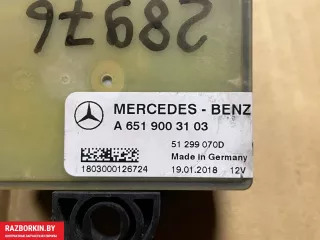 28976
MERCEDES - BENZ
A 651 900 31 03
51 299 070D
Made in Germany
1803000126724
19.01.2018 12V
RAZBORKIN.BY